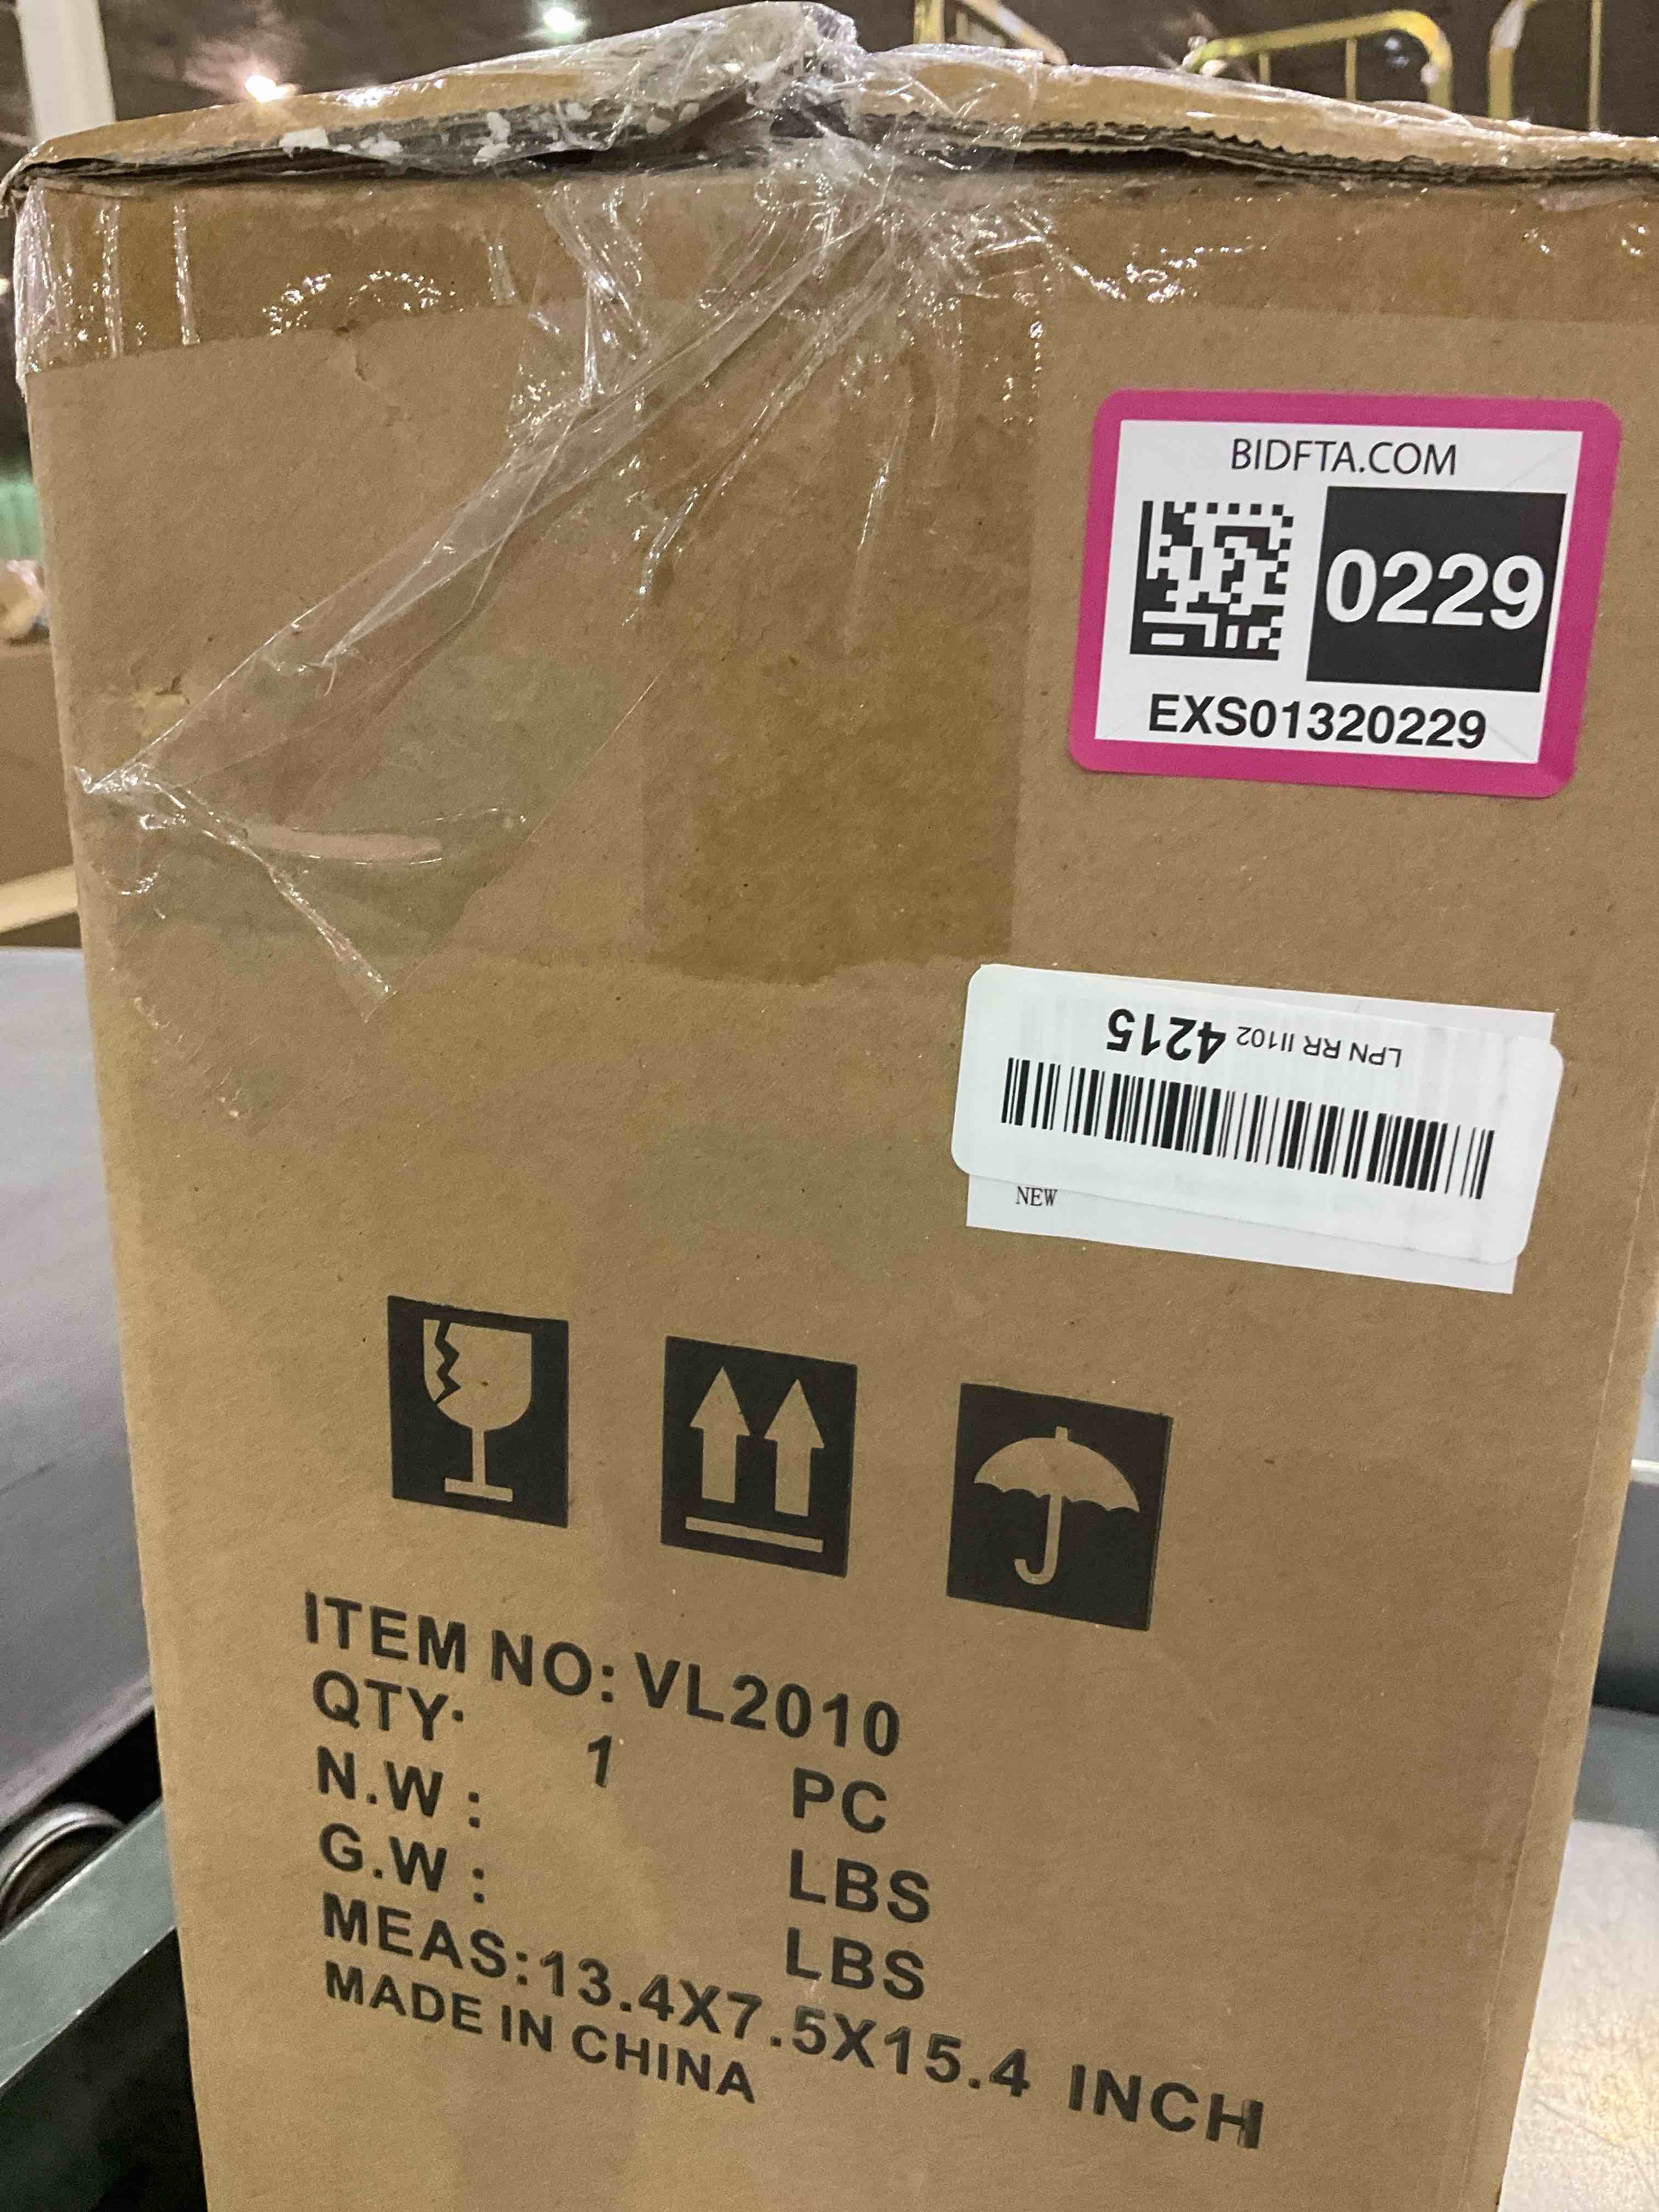 BIDFTA.COM
0229
EXS01320229
LPN RR II102 4215
NEW
ITEM NO: VL2010
QTY: 1 PC
N.W : LBS
G.W : LBS
MEAS:13.4X7.5X15.4 INCH
MADE IN CHINA